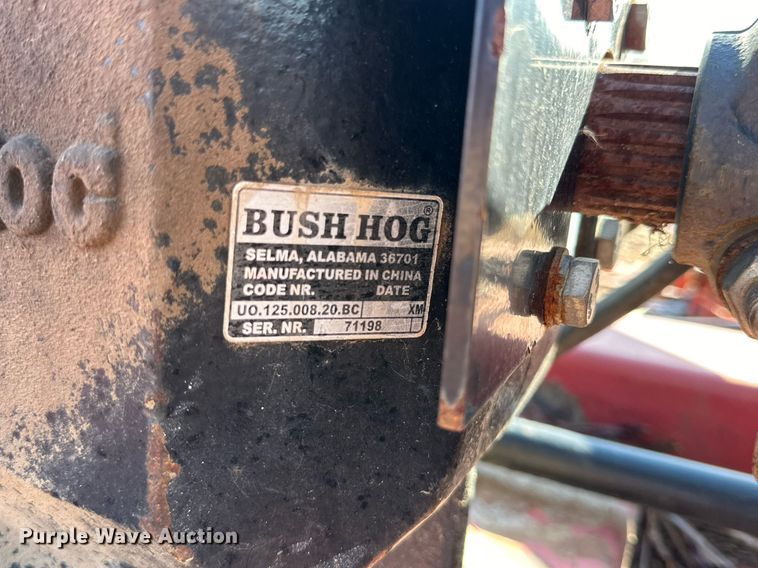 BUSH HOG®
SELMA, ALABAMA 36701
MANUFACTURED IN CHINA
CODE NR. DATE
UO.125.008.20.BC XM
SER. NR. 71198
Purple Wave Auction